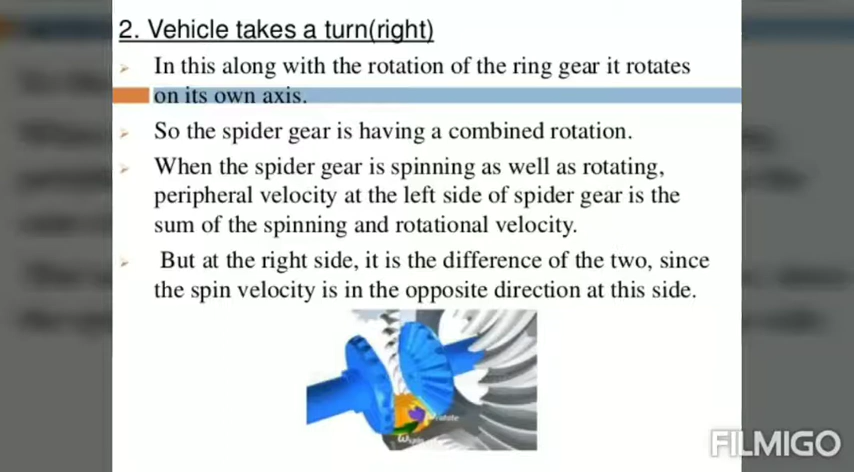 2. Vehicle takes a turn(right)
In this along with the rotation of the ring gear it rotates
on its own axis.
So the spider gear is having a combined rotation.
When the spider gear is spinning as well as rotating,
peripheral velocity at the left side of spider gear is the
sum of the spinning and rotational velocity.
But at the right side, it is the difference of the two, since
the spin velocity is in the opposite direction at this side.
FILMIGO